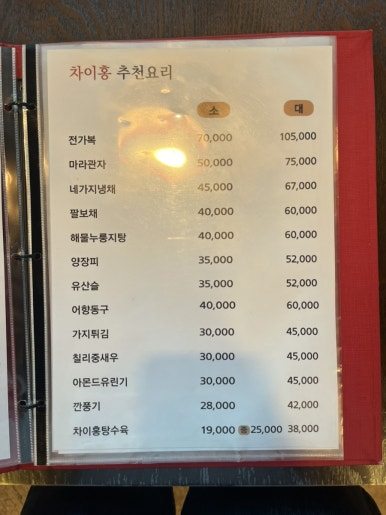 차이홍 추천요리
소 대
전가복 70,000 105,000
마라관자 50,000 75,000
네가지냉채 45,000 67,000
팔보채 40,000 60,000
해물누룽지탕 40,000 60,000
양장피 35,000 52,000
유산슬 35,000 52,000
어향동구 40,000 60,000
가지튀김 30,000 45,000
칠리중새우 30,000 45,000
아몬드유린기 30,000 45,000
깐풍기 28,000 42,000
차이홍탕수육 19,000 중 25,000 38,000